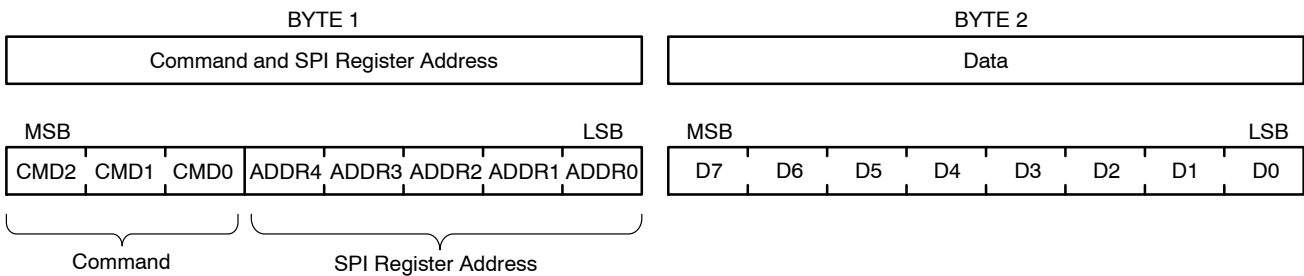 BYTE 1 BYTE 2
Command and SPI Register Address Data
MSB LSB MSB LSB
CMD2 CMD1 CMD0 ADDR4 ADDR3 ADDR2 ADDR1 ADDR0 D7 D6 D5 D4 D3 D2 D1 D0
Command SPI Register Address